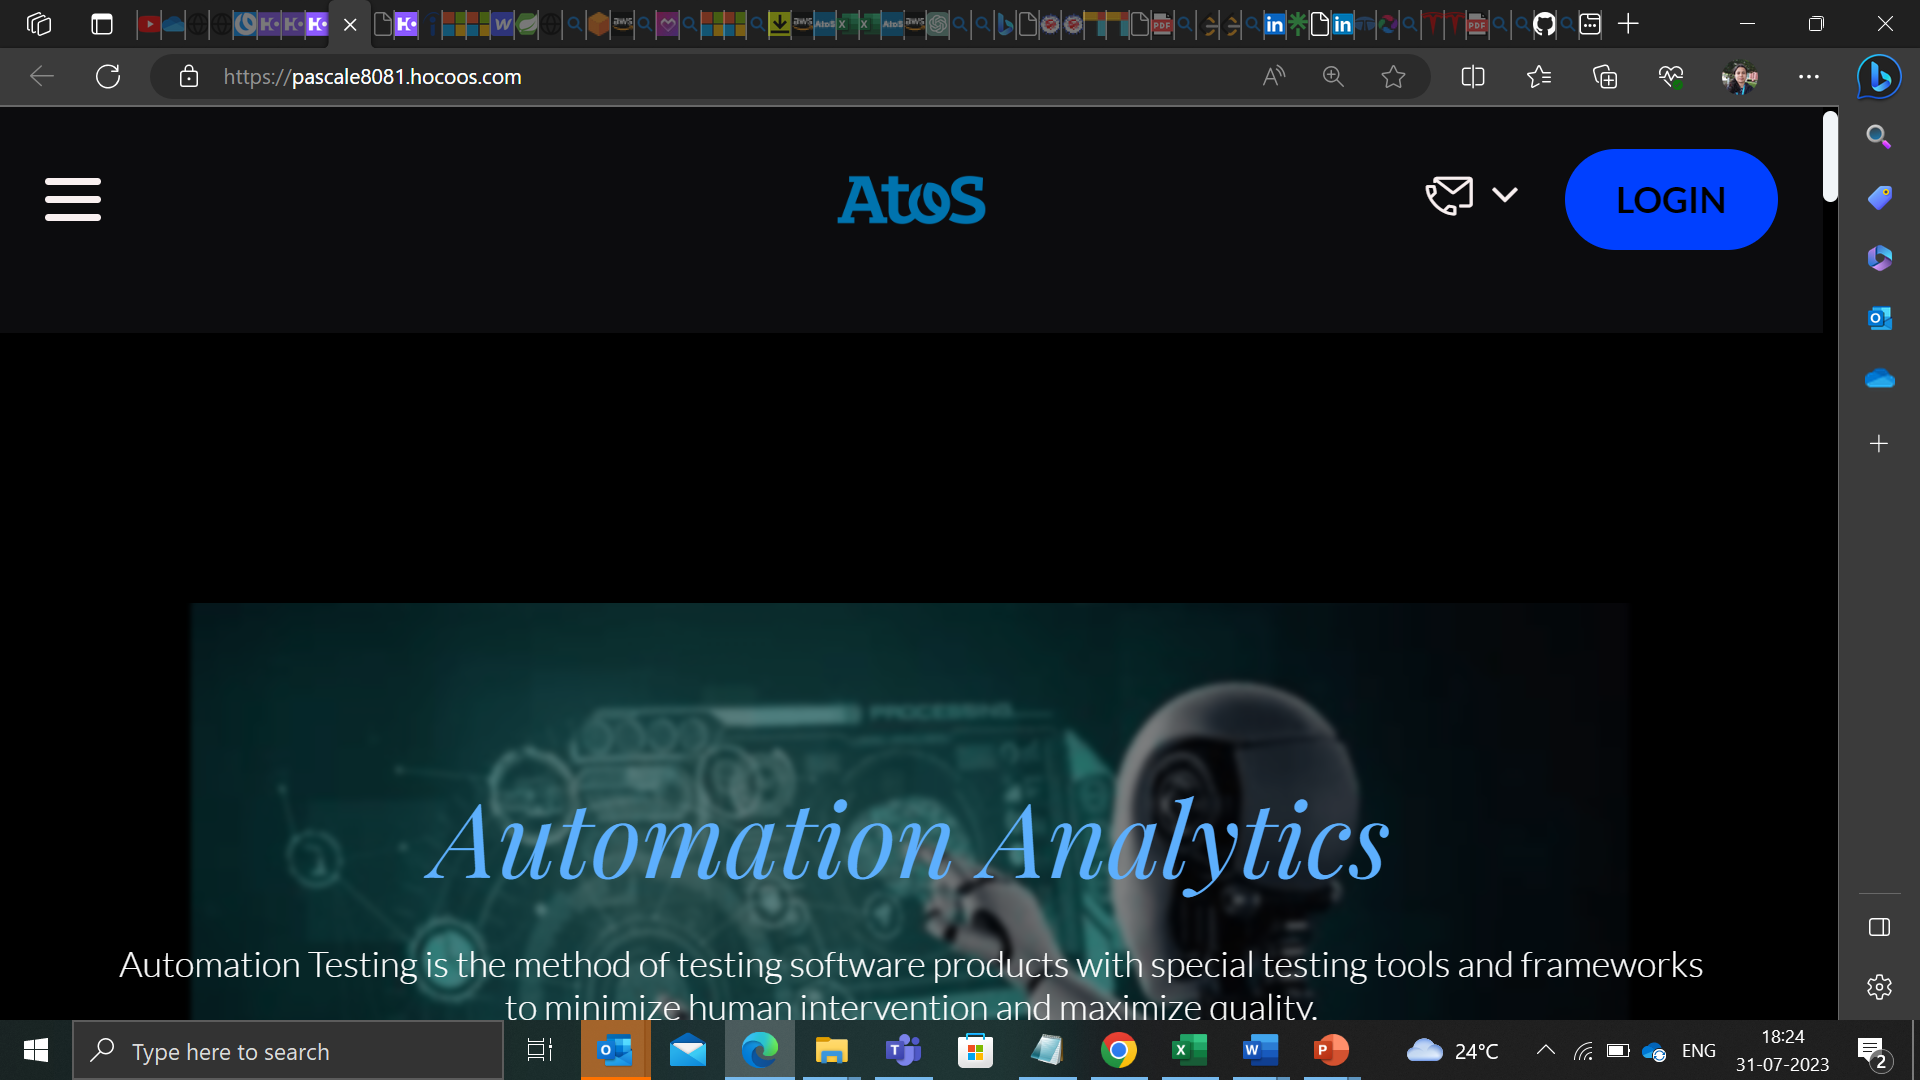 https://pascale8081.hocoos.com
Atos
LOGIN
PROCESSING
Automation Analytics
Automation Testing is the method of testing software products with special testing tools and frameworks
to minimize human intervention and maximize quality.
Type here to search
24°C
ENG
18:24
31-07-2023
2